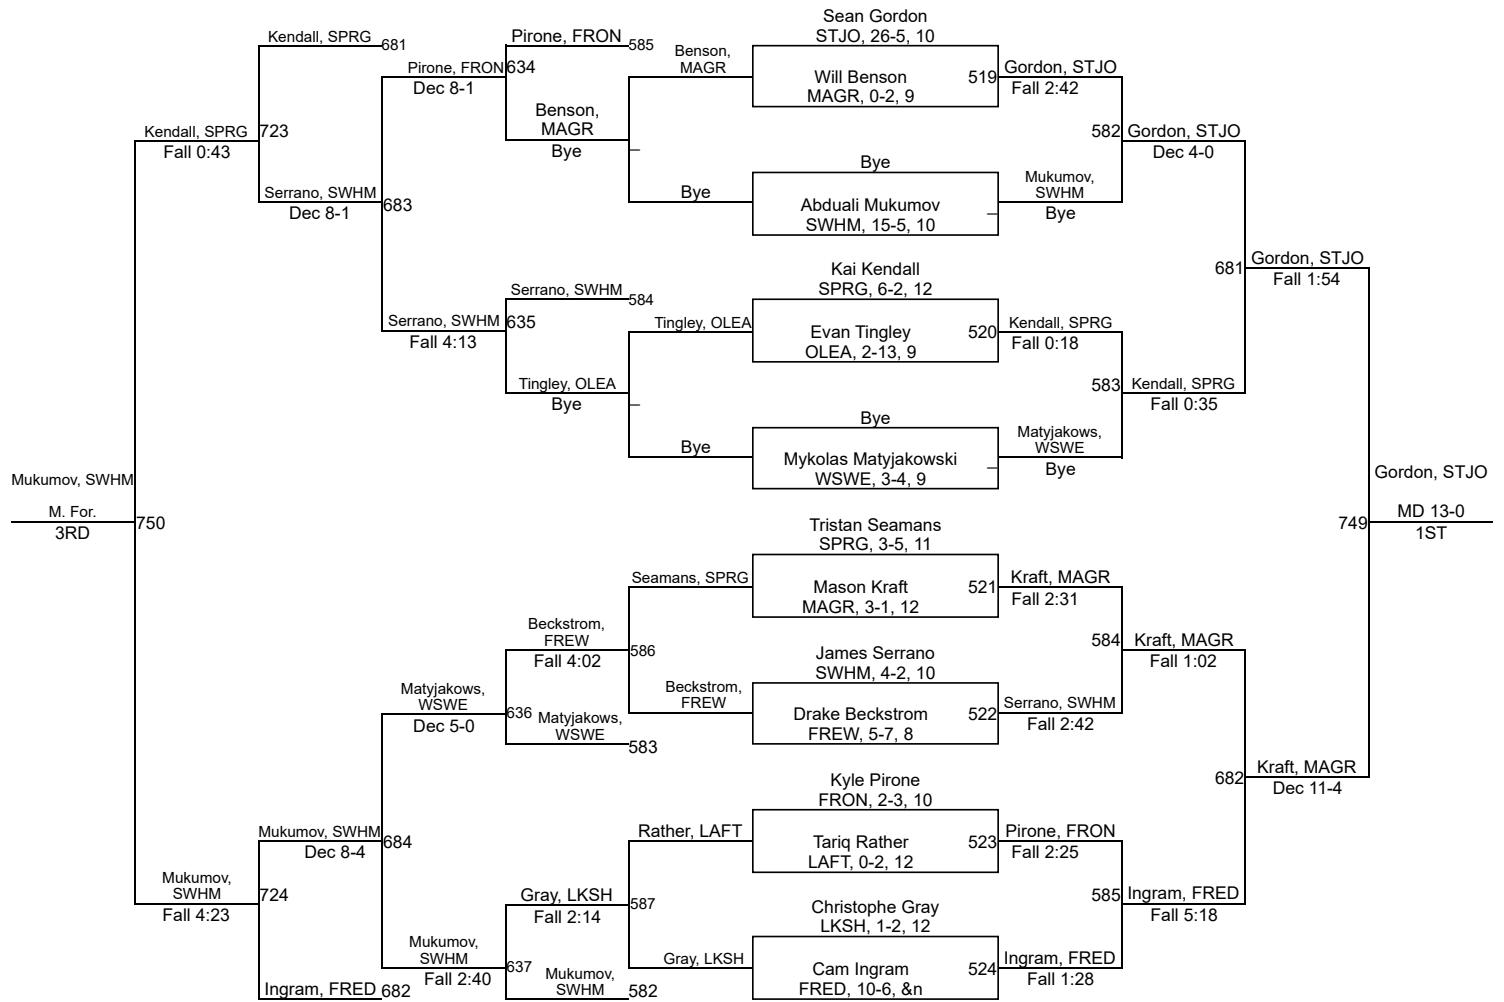 Sean Gordon
STJO, 26-5, 10
Kendall, SPRG
681
Pirone, FRON
585
Benson,
MAGR
Will Benson
MAGR, 0-2, 9
519
Gordon, STJO
Fall 2:42
Pirone, FRON
634
Dec 8-1
Benson,
MAGR
Bye
Kendall, SPRG
723
Fall 0:43
582
Gordon, STJO
Dec 4-0
Bye
Serrano, SWHM
Dec 8-1
683
Bye
Abduali Mukumov
SWHM, 15-5, 10
Mukumov,
SWHM
Bye
Kai Kendall
SPRG, 6-2, 12
681
Gordon, STJO
Fall 1:54
Serrano, SWHM
584
Serrano, SWHM
635
Fall 4:13
Tingley, OLEA
Evan Tingley
OLEA, 2-13, 9
520
Kendall, SPRG
Fall 0:18
Tingley, OLEA
Bye
583
Kendall, SPRG
Fall 0:35
Bye
Bye
Mykolas Matyjakowski
WSWE, 3-4, 9
Matyjakows,
WSWE
Bye
Mukumov, SWHM
M. For.
3RD
750
Gordon, STJO
749
MD 13-0
1ST
Tristan Seamans
SPRG, 3-5, 11
Seamans, SPRG
Mason Kraft
MAGR, 3-1, 12
521
Kraft, MAGR
Fall 2:31
Beckstrom,
FREW
Fall 4:02
586
584
Kraft, MAGR
Fall 1:02
James Serrano
SWHM, 4-2, 10
Matyjakows,
WSWE
Dec 5-0
636
Matyjakows,
WSWE
583
Beckstrom,
FREW
Drake Beckstrom
FREW, 5-7, 8
522
Serrano, SWHM
Fall 2:42
682
Kraft, MAGR
Dec 11-4
Kyle Pirone
FRON, 2-3, 10
Mukumov, SWHM
Dec 8-4
684
Rather, LAFT
Tariq Rather
LAFT, 0-2, 12
523
Pirone, FRON
Fall 2:25
Mukumov,
SWHM
Fall 4:23
724
Gray, LKSH
Fall 2:14
587
585
Ingram, FRED
Fall 5:18
Christophe Gray
LKSH, 1-2, 12
Mukumov,
SWHM
Fall 2:40
637
Gray, LKSH
Cam Ingram
FRED, 10-6, &n
524
Ingram, FRED
Fall 1:28
Ingram, FRED
682
Mukumov,
SWHM
582